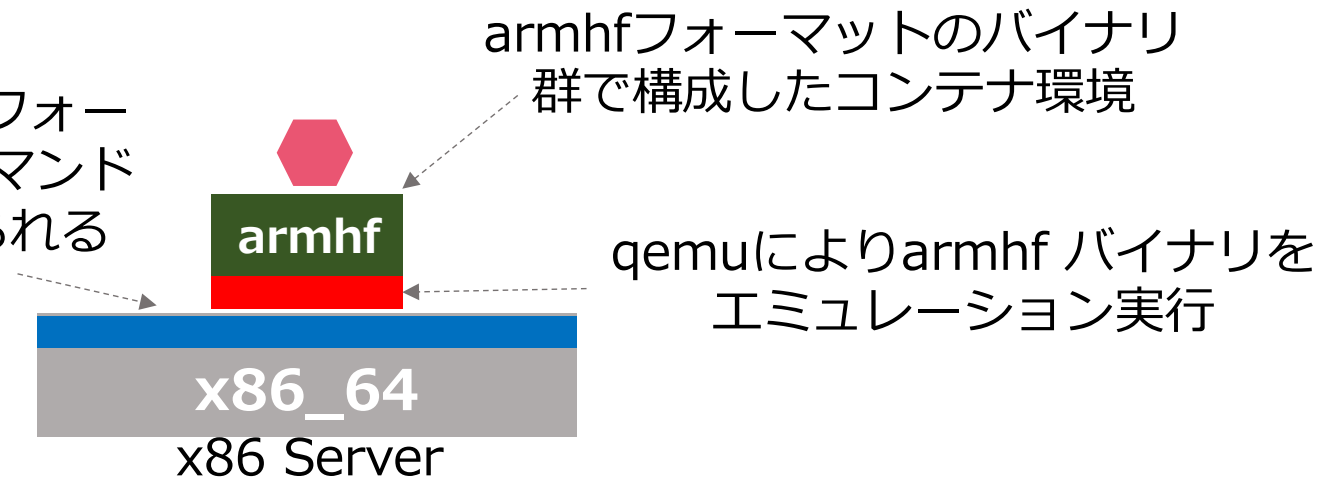 armhfフォーマットのバイナリ
群で構成したコンテナ環境
フォー
マンド
られる
armhf
qemuによりarmhf バイナリを
エミュレーション実行
x86_64
x86 Server